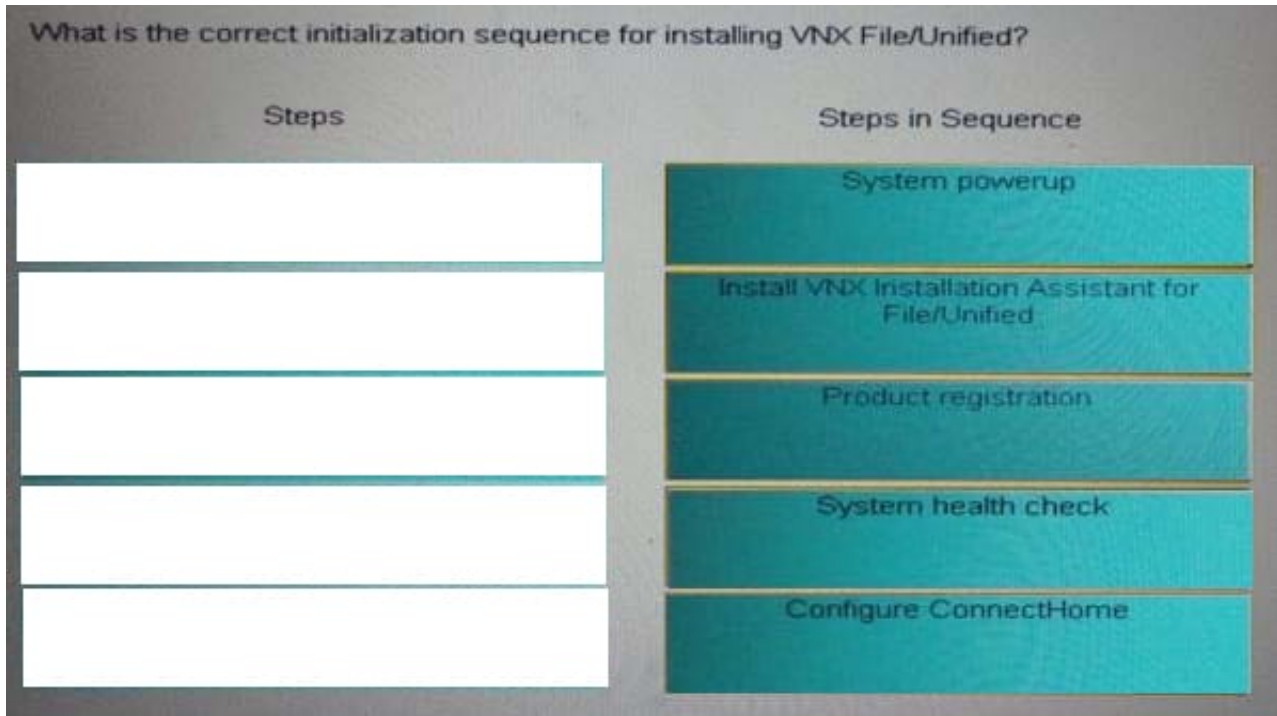 What is the correct initialization sequence for installing VNX File/Unified?
Steps
Steps in Sequence
System powerup
Install VNX Installation Assistant for
File/Unified
Product registration
System health check
Configure ConnectHome